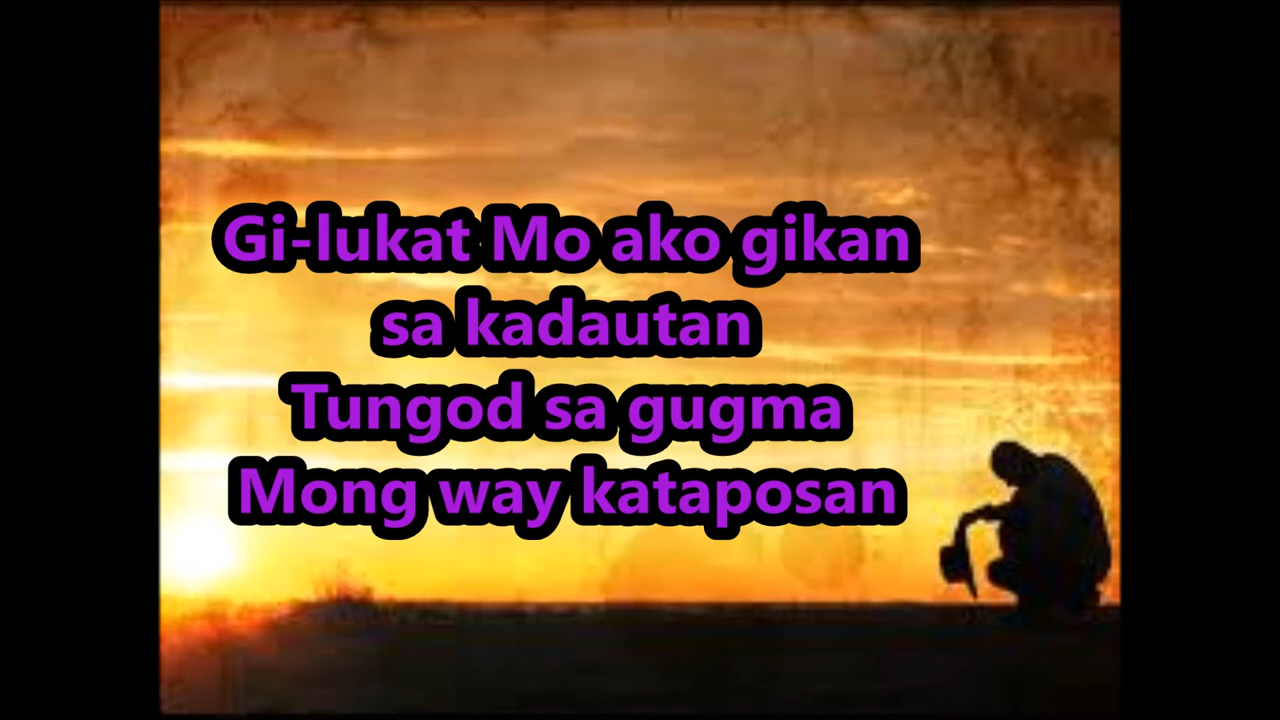 Gi-lukat Mo ako gikan
sa kadautan
Tungod sa gugma
Mong way kataposan